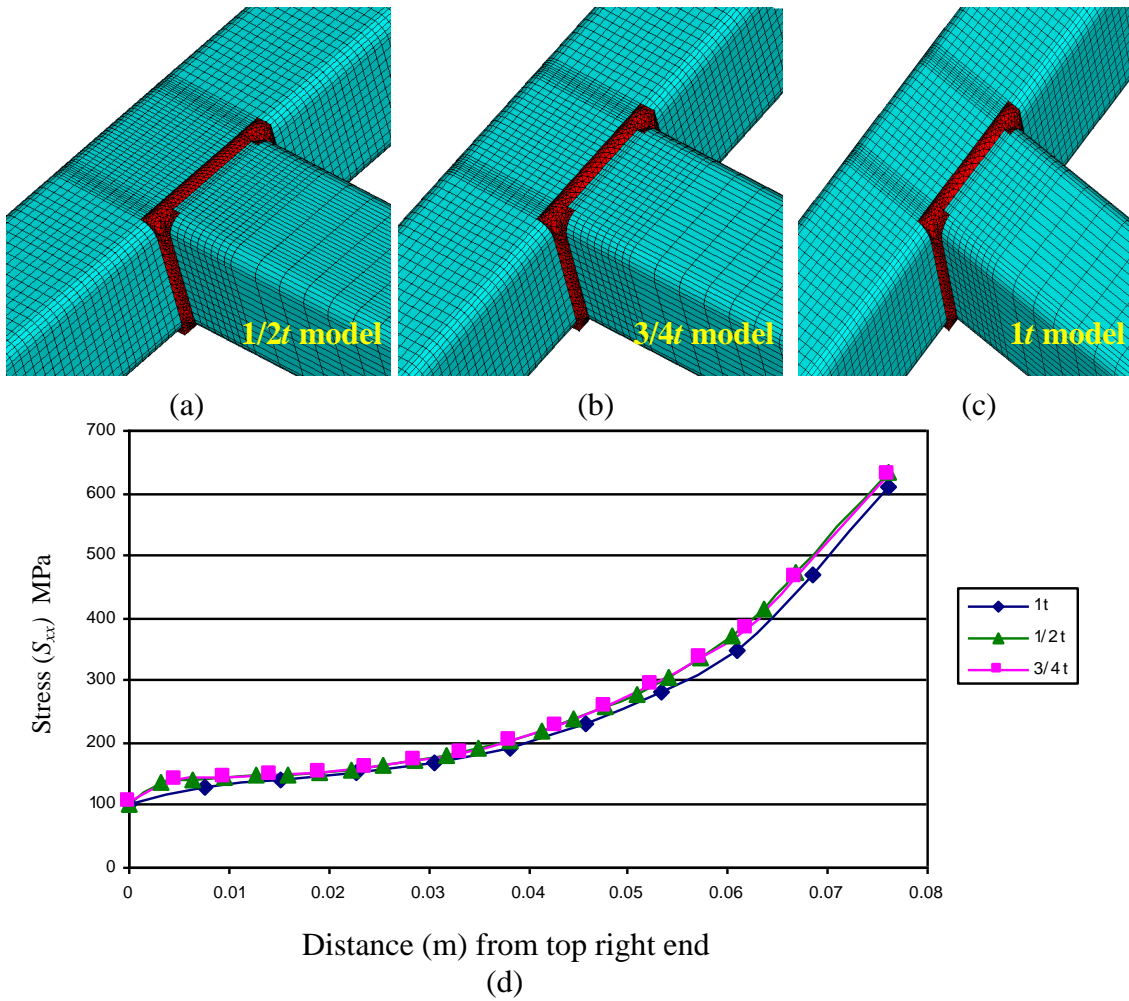 1/2t model
3/4t model
1t model
(a)
(b)
(c)
700
600
500
400
300
200
100
0
Stress (Sxx) MPa
0
0.01
0.02
0.03
0.04
0.05
0.06
0.07
0.08
1t
1/2t
3/4t
Distance (m) from top right end
(d)